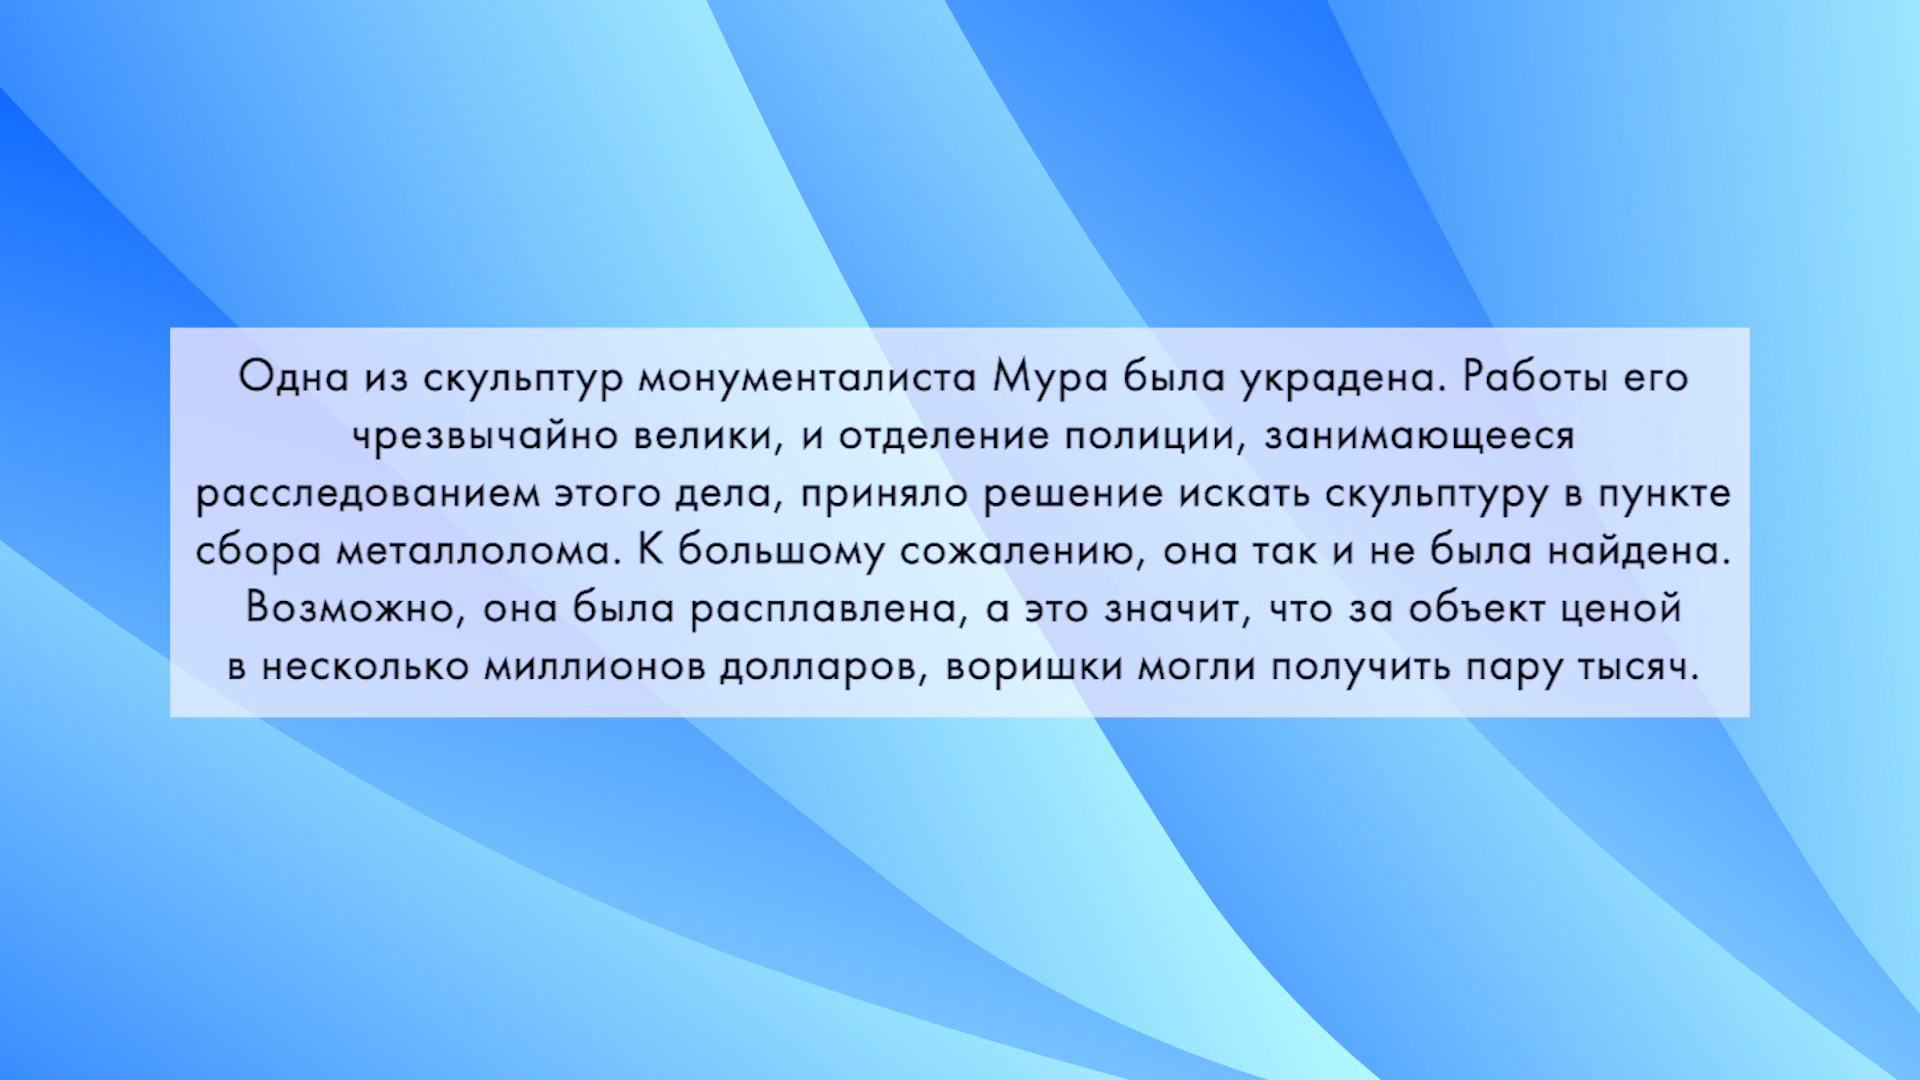 Одна из скульптур монументалиста Мура была украдена. Работы его
чрезвычайно велики, и отделение полиции, занимающееся
расследованием этого дела, приняло решение искать скульптуру в пункте
сбора металлолома. К большому сожалению, она так и не была найдена.
Возможно, она была расплавлена, а это значит, что за объект ценой
в несколько миллионов долларов, воришки могли получить пару тысяч.